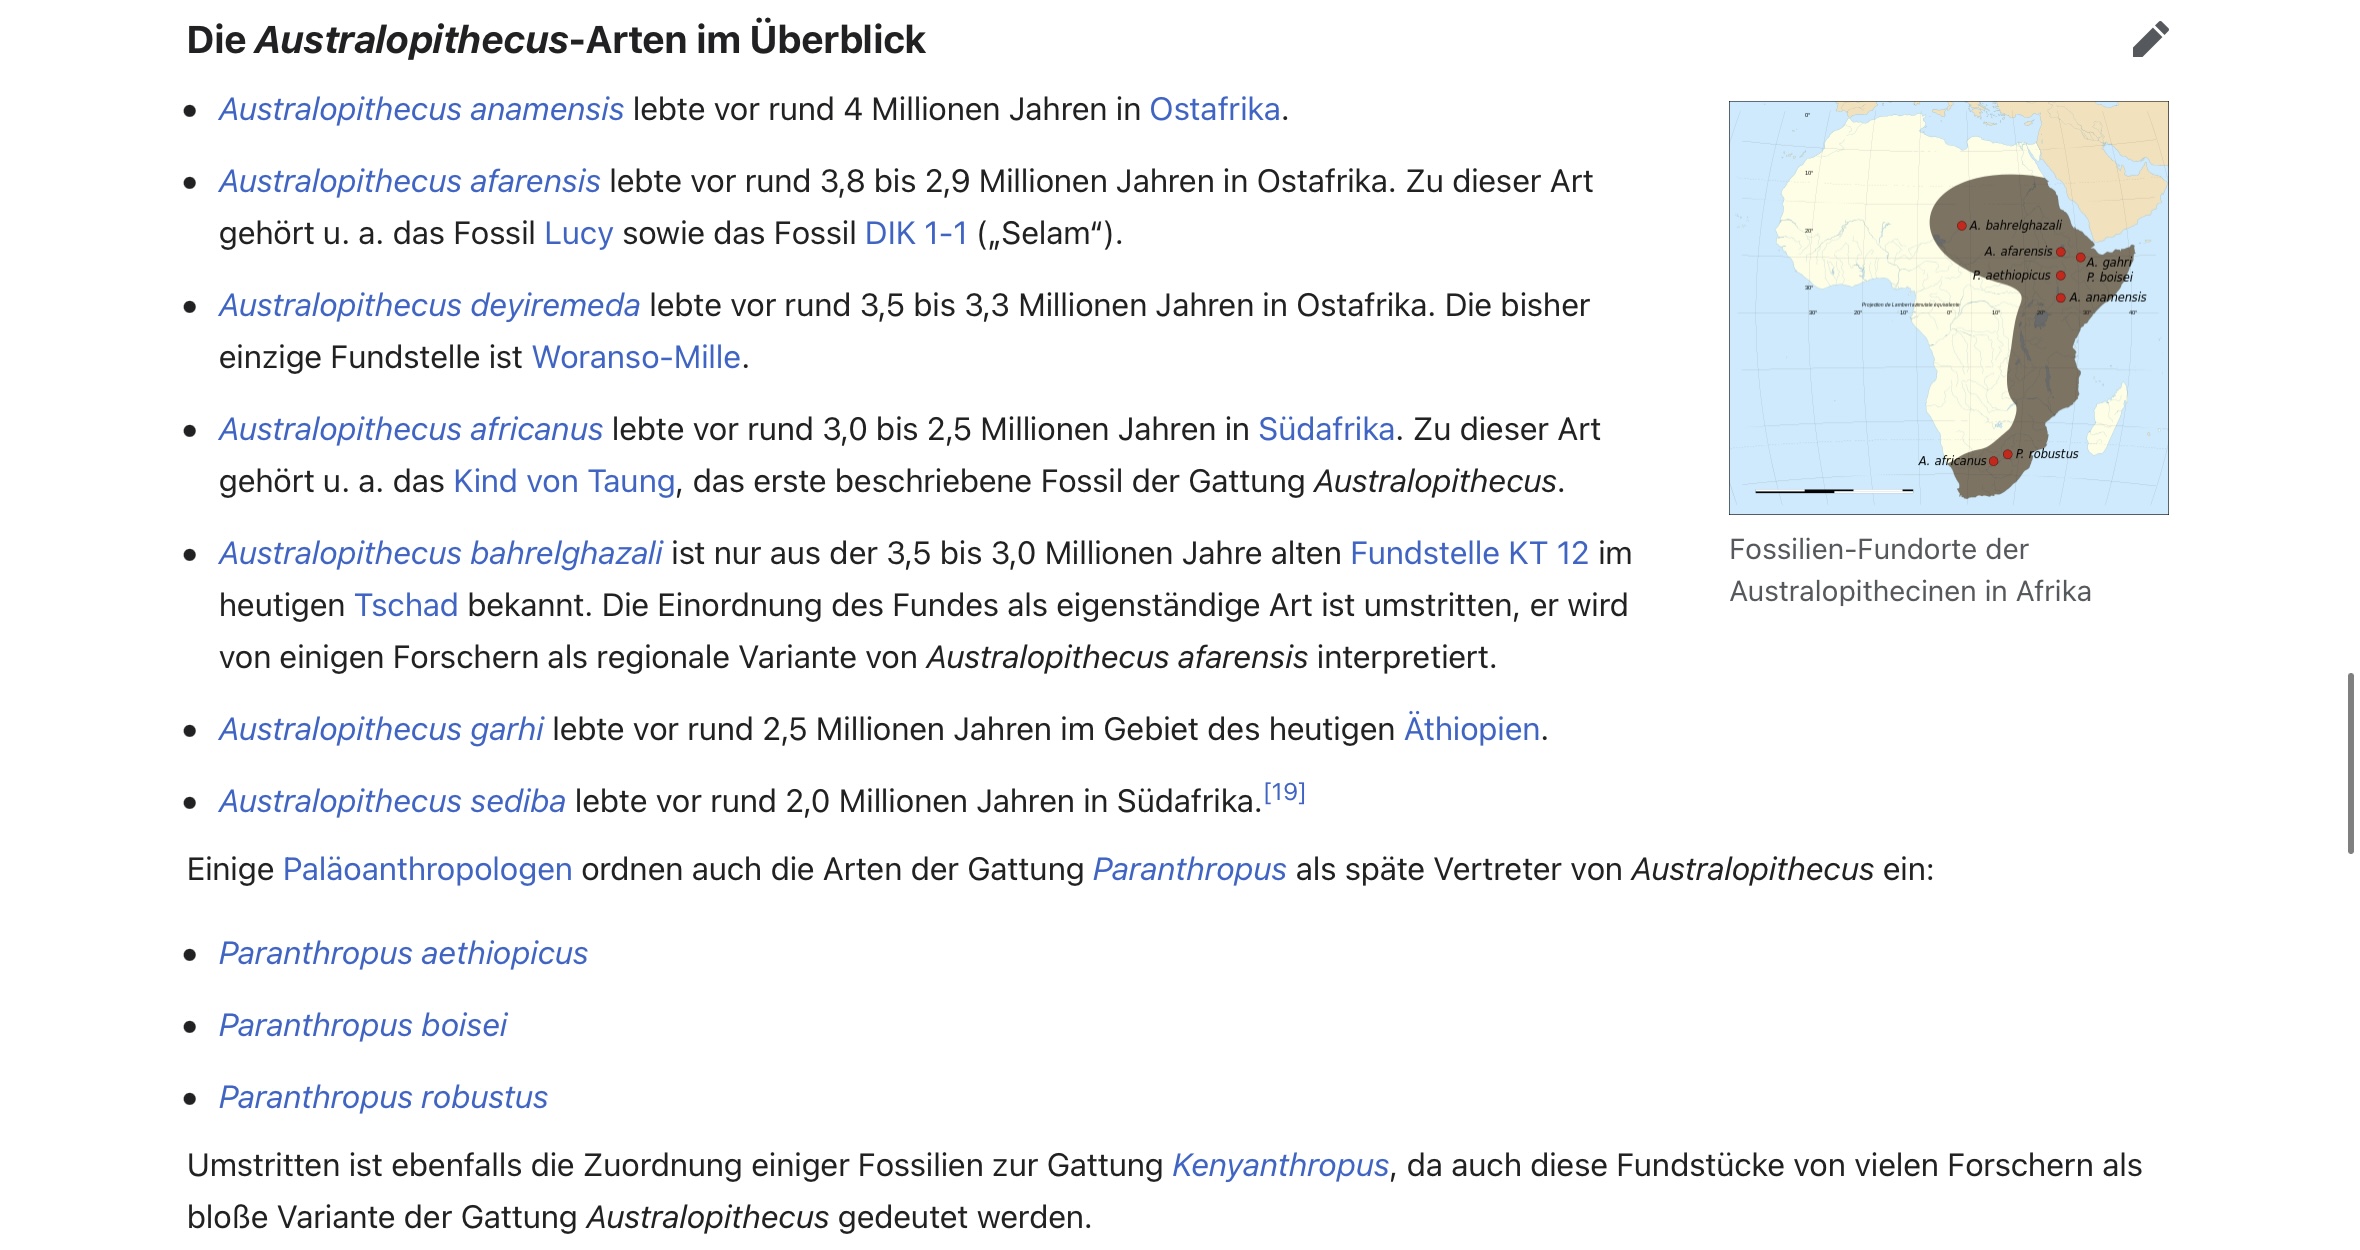 Die Australopithecus-Arten im Überblick
Australopithecus anamensis lebte vor rund 4 Millionen Jahren in Ostafrika.
Australopithecus afarensis lebte vor rund 3,8 bis 2,9 Millionen Jahren in Ostafrika. Zu dieser Art
gehört u. a. das Fossil Lucy sowie das Fossil DIK 1-1 („Selam“).
Australopithecus deyiremeda lebte vor rund 3,5 bis 3,3 Millionen Jahren in Ostafrika. Die bisher
einzige Fundstelle ist Woranso-Mille.
Australopithecus africanus lebte vor rund 3,0 bis 2,5 Millionen Jahren in Südafrika. Zu dieser Art
gehört u. a. das Kind von Taung, das erste beschriebene Fossil der Gattung Australopithecus.
Australopithecus bahrelghazali ist nur aus der 3,5 bis 3,0 Millionen Jahre alten Fundstelle KT 12 im
heutigen Tschad bekannt. Die Einordnung des Fundes als eigenständige Art ist umstritten, er wird
von einigen Forschern als regionale Variante von Australopithecus afarensis interpretiert.
Australopithecus garhi lebte vor rund 2,5 Millionen Jahren im Gebiet des heutigen Äthiopien.
Australopithecus sediba lebte vor rund 2,0 Millionen Jahren in Südafrika.[19]
A. bahrelghazali
A. afarensis
A. gahri
P. aethiopicus
P. boisei
A. anamensis
P. robustus
A. africanus
Fossilien-Fundorte der
Australopithecinen in Afrika
Einige Paläoanthropologen ordnen auch die Arten der Gattung Paranthropus als späte Vertreter von Australopithecus ein:
Paranthropus aethiopicus
Paranthropus boisei
Paranthropus robustus
Umstritten ist ebenfalls die Zuordnung einiger Fossilien zur Gattung Kenyanthropus, da auch diese Fundstücke von vielen Forschern als
bloße Variante der Gattung Australopithecus gedeutet werden.